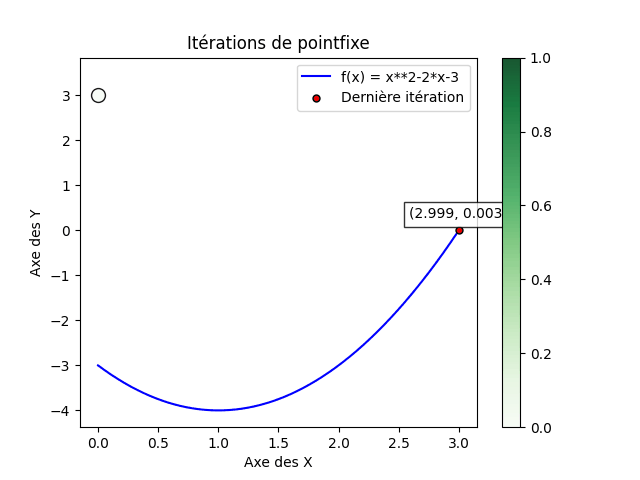 Itérations de pointfixe
f(x) = x**2-2*x-3
Dernière itération
(2.999, 0.003
Axe des Y
3
2
1
0
−1
−2
−3
−4
0.0 0.5 1.0 1.5 2.0 2.5 3.0
Axe des X
1.0
0.8
0.6
0.4
0.2
0.0